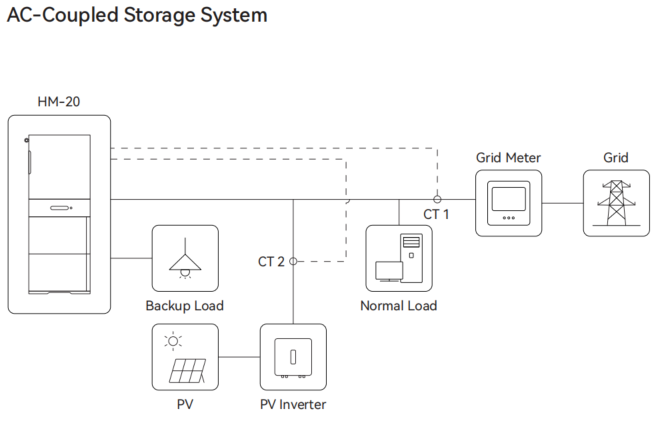 AC-Coupled Storage System
HM-20
Grid Meter
Grid
CT 1
CT 2
Backup Load
Normal Load
PV
PV Inverter